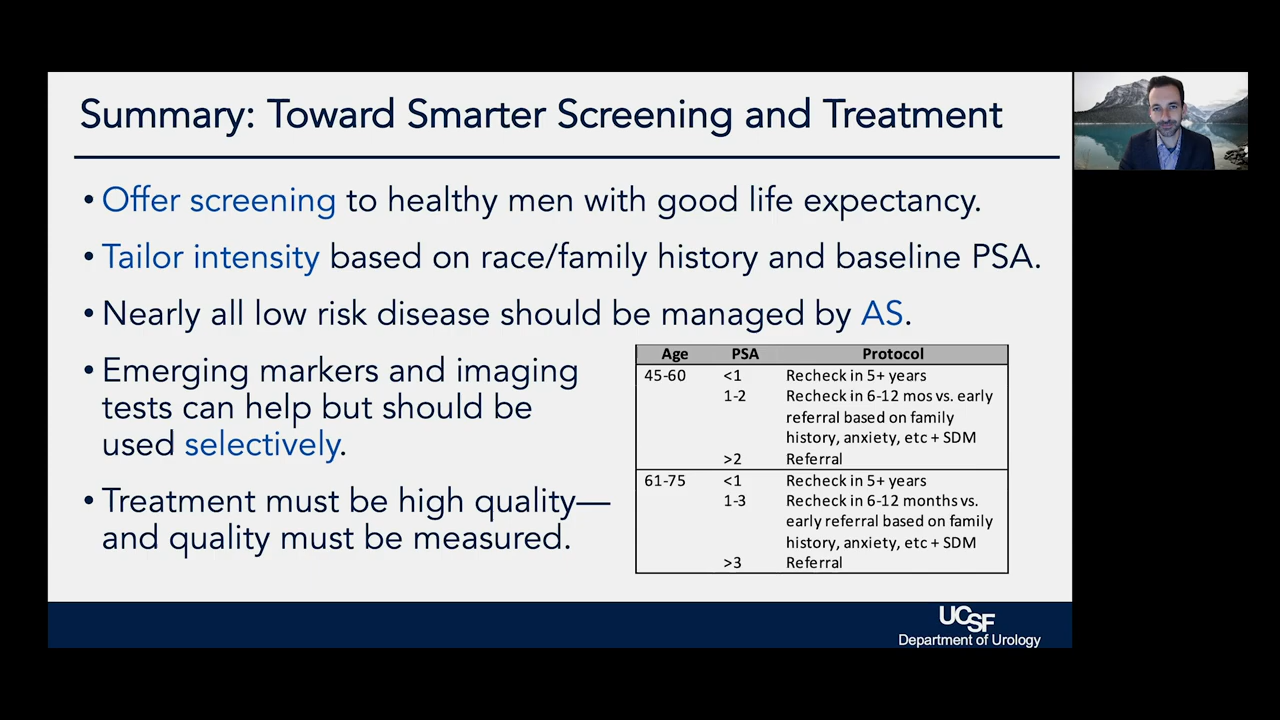 Summary: Toward Smarter Screening and Treatment
• Offer screening to healthy men with good life expectancy.
• Tailor intensity based on race/family history and baseline PSA.
• Nearly all low risk disease should be managed by AS.
• Emerging markers and imaging
tests can help but should be
used selectively.
• Treatment must be high quality—
and quality must be measured.
Age PSA Protocol
45-60 <1 Recheck in 5+ years
1-2 Recheck in 6-12 mos vs. early
referral based on family
history, anxiety, etc + SDM
>2 Referral
61-75 <1 Recheck in 5+ years
1-3 Recheck in 6-12 months vs.
early referral based on family
history, anxiety, etc + SDM
>3 Referral
UCSF
Department of Urology